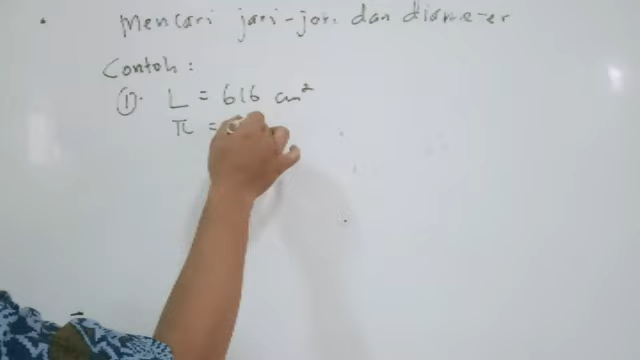 Mencari jari-jari dan diameter
Contoh :
①. L = 616 cm²
π =